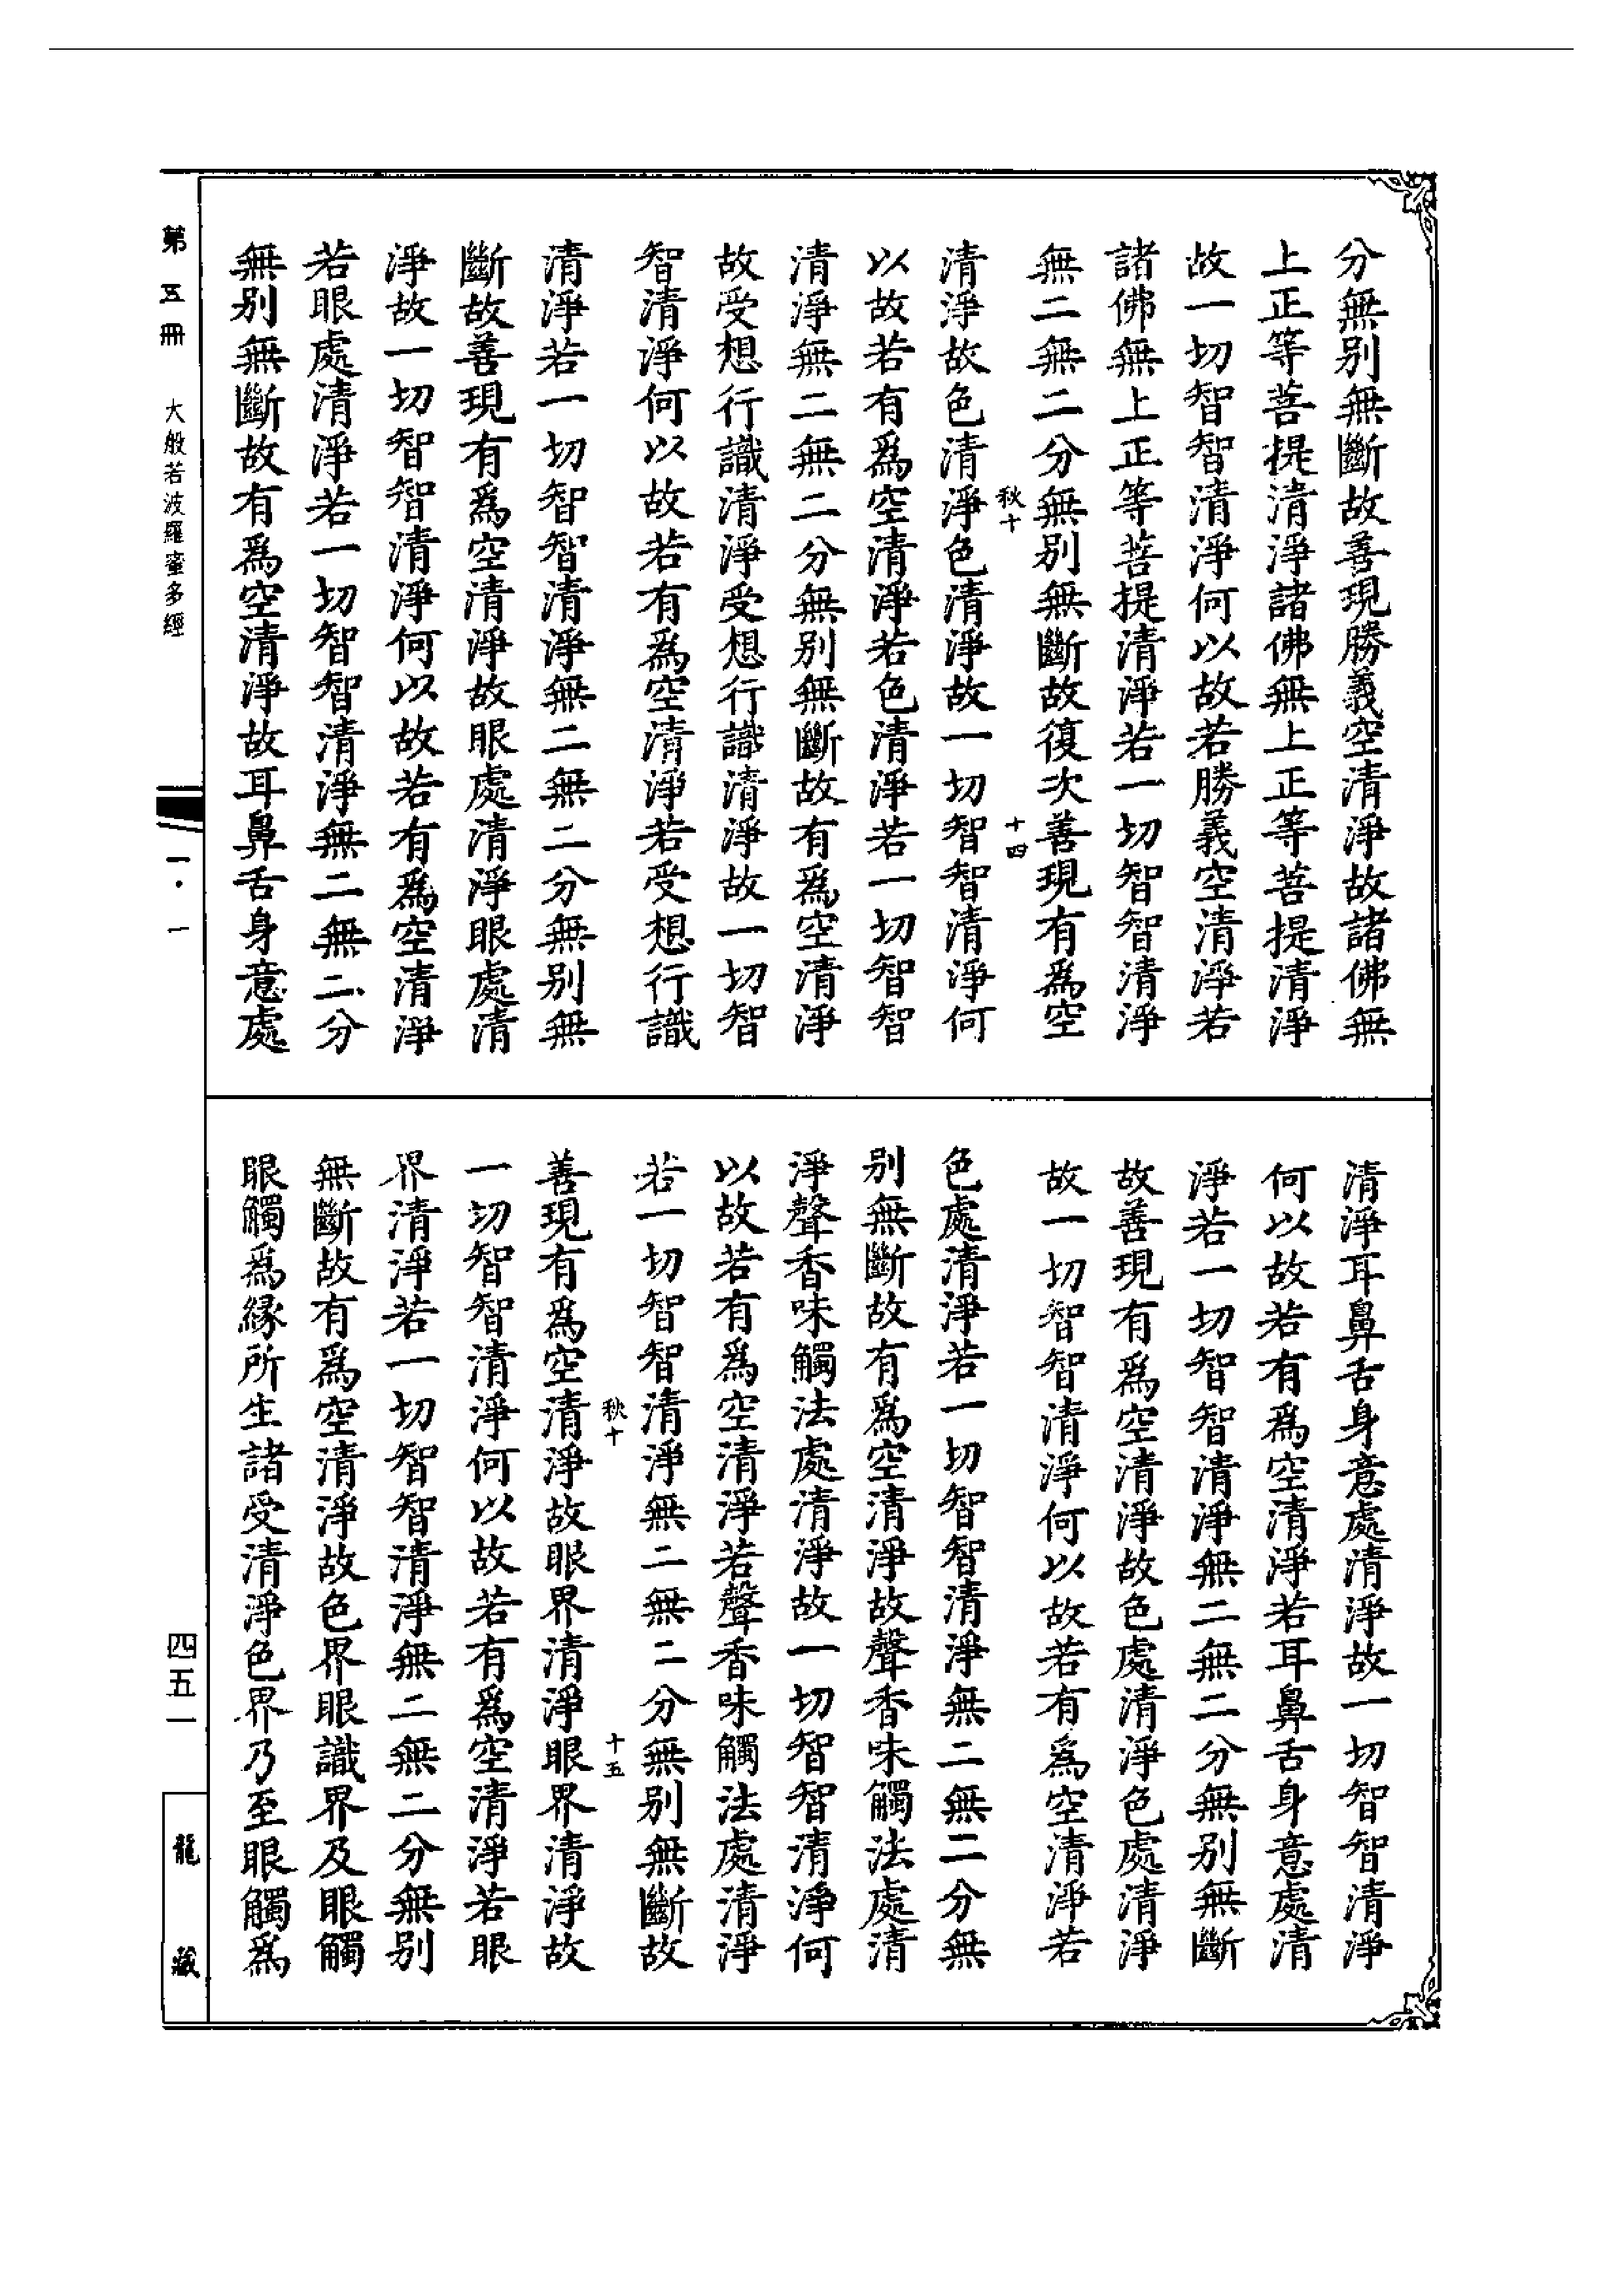 分無别無斷故善現勝義空清淨故諸佛無
上正等菩提清淨諸佛無上正等菩提清淨
故一切智智清淨何以故若勝義空清淨若
諸佛無上正等菩提清淨若一切智智清淨
無二無二分無别無斷故復次善現有爲空
秋十 十四
清淨故色清淨色清淨故一切智智清淨何
以故若有爲空清淨若色清淨若一切智智
清淨無二無二分無别無斷故有爲空清淨
故受想行識清淨受想行識清淨故一切智
智清淨何以故若有爲空清淨若受想行識
清淨若一切智智清淨無二無二分無别無
斷故善現有爲空清淨故眼處清淨眼處清
淨故一切智智清淨何以故若有爲空清淨
若眼處清淨若一切智智清淨無二無二分
無别無斷故有爲空清淨故耳鼻舌身意處
清淨耳鼻舌身意處清淨故一切智智清淨
何以故若有爲空清淨若耳鼻舌身意處清
淨若一切智智清淨無二無二分無别無斷
故善現有爲空清淨故色處清淨色處清淨
故一切智智清淨何以故若有爲空清淨若
色處清淨若一切智智清淨無二無二分無
别無斷故有爲空清淨故聲香味觸法處清
淨聲香味觸法處清淨故一切智智清淨何
以故若有爲空清淨若聲香味觸法處清淨
若一切智智清淨無二無二分無别無斷故
秋十 十五
善現有爲空清淨故眼界清淨眼界清淨故
一切智智清淨何以故若有爲空清淨若眼
界清淨若一切智智清淨無二無二分無别
無斷故有爲空清淨故色界眼識界及眼觸
眼觸爲緣所生諸受清淨色界乃至眼觸爲
第五冊 大般若波羅蜜多經 一·一 四五一
龍藏